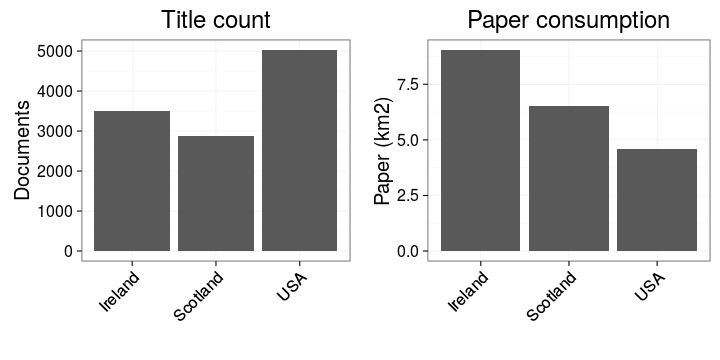 Title count
Documents
5000
4000
3000
2000
1000
0
Ireland
Scotland
USA
Paper consumption
Paper (km2)
7.5
5.0
2.5
0.0
Ireland
Scotland
USA